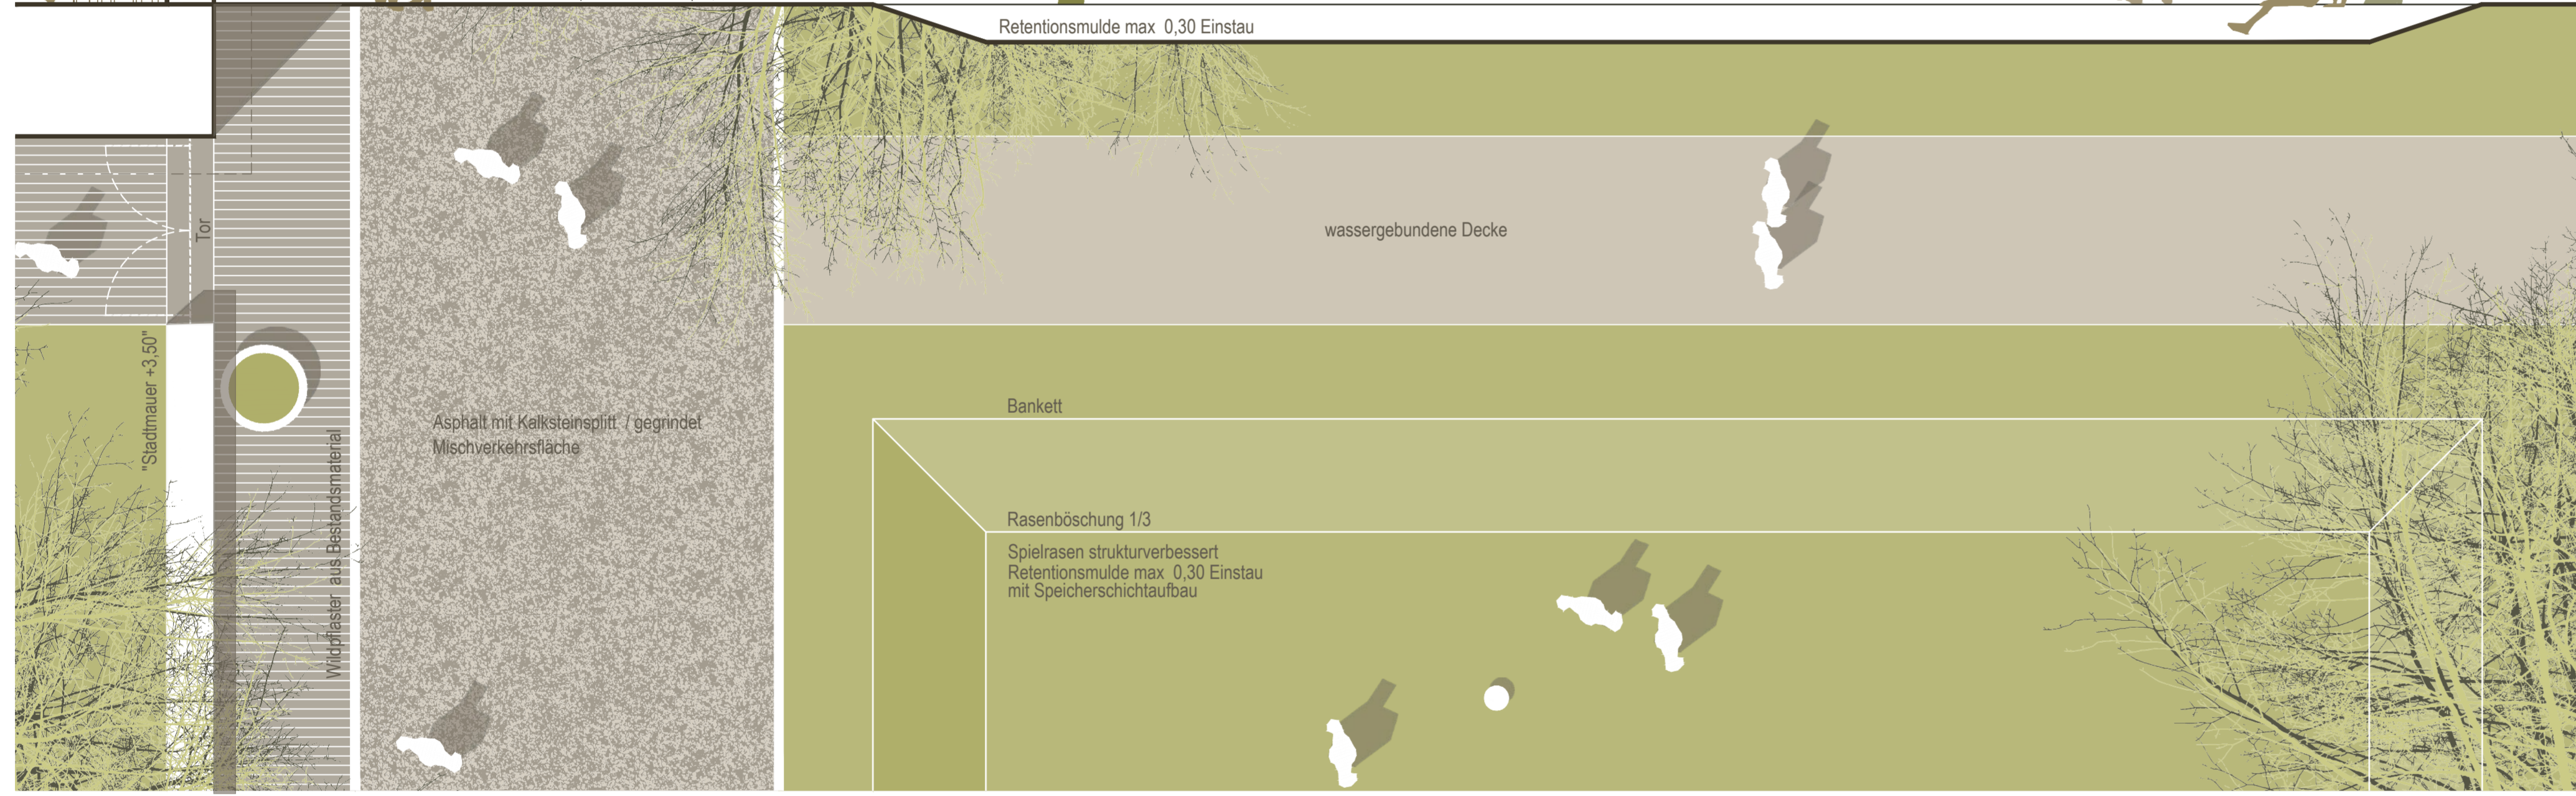 Retentionsmulde max 0,30 Einstau
Tor
wassergebundene Decke
"Stadtmauer +3,50"
Wildpflaster aus Bestandsmaterial
Asphalt mit Kalksteinsplitt / gegrindet
Mischverkehrsfläche
Bankett
Rasenböschung 1/3
Spielrasen strukturverbessert
Retentionsmulde max 0,30 Einstau
mit Speicherschichtaufbau